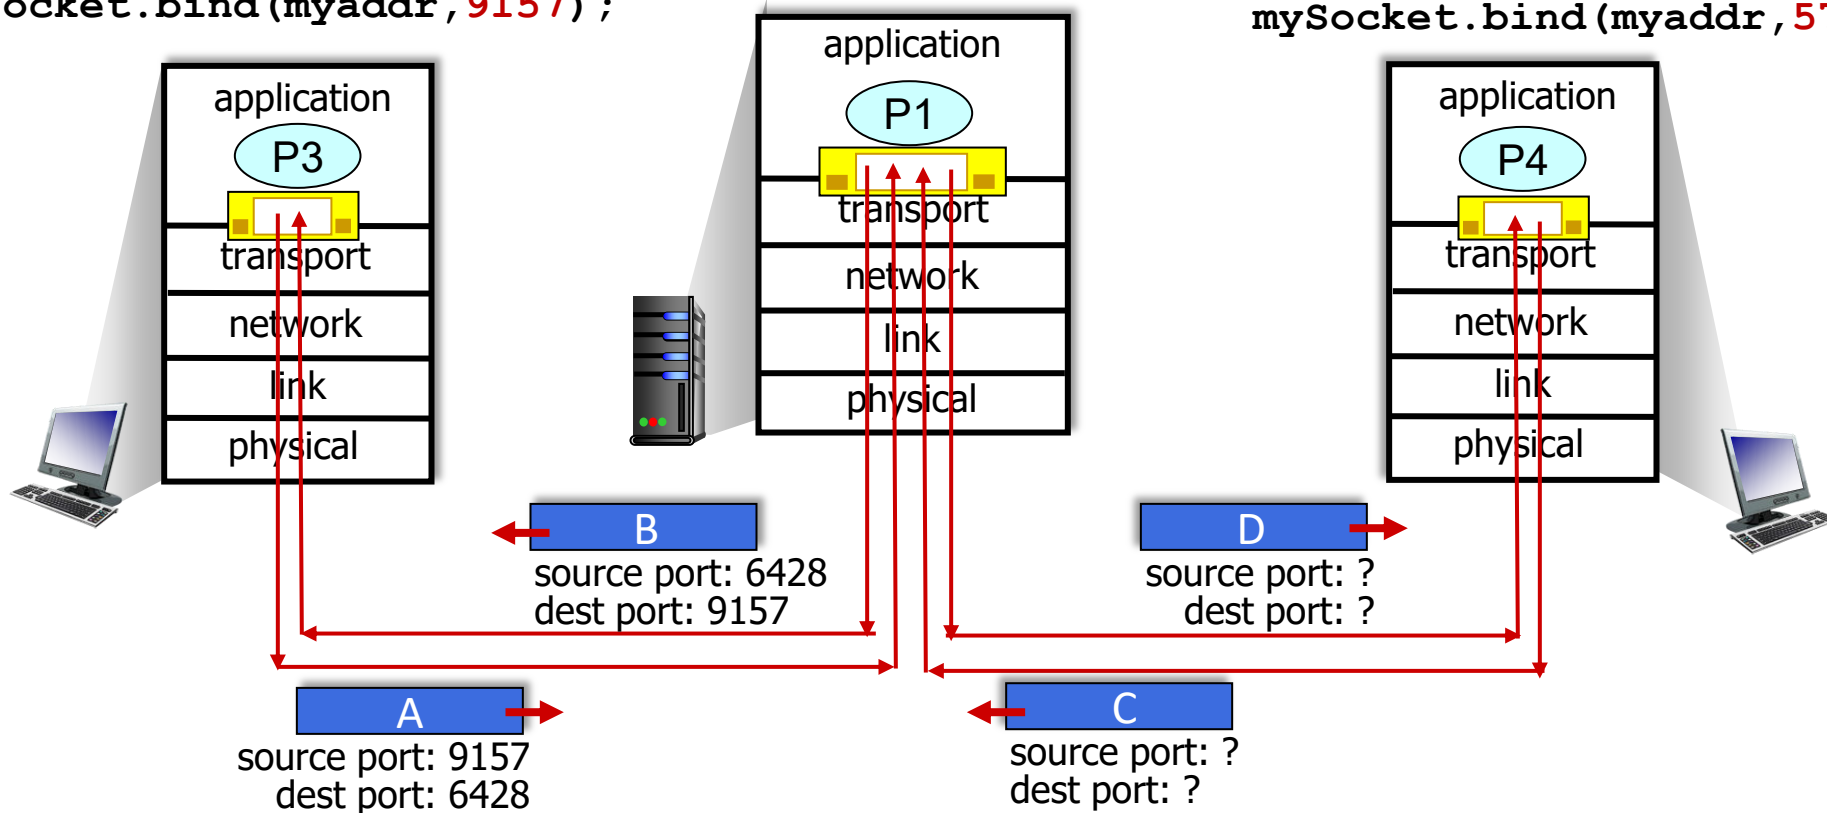 ocket.bind(myaddr,9157);
mySocket.bind(myaddr,57
application
P3
transport
network
link
physical
application
P1
transport
network
link
physical
application
P4
transport
network
link
physical
B
source port: 6428
dest port: 9157
D
source port: ?
dest port: ?
A
source port: 9157
dest port: 6428
C
source port: ?
dest port: ?